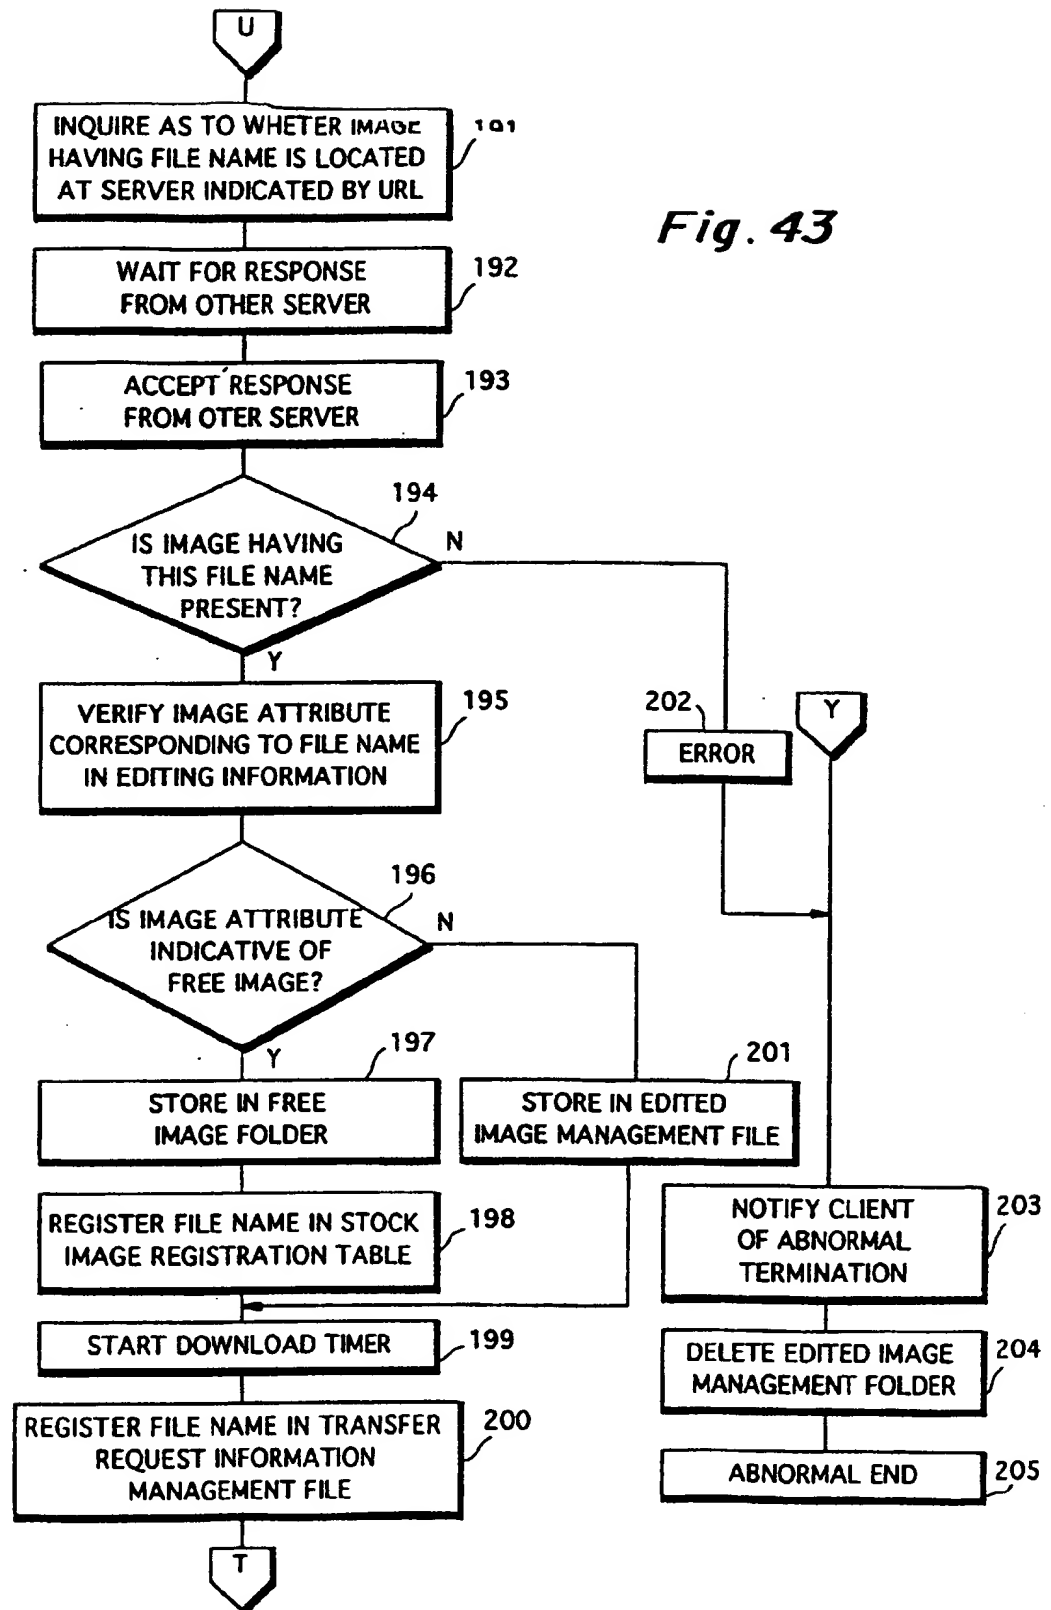 U
INQUIRE AS TO WHETER IMAGE
HAVING FILE NAME IS LOCATED
AT SERVER INDICATED BY URL
191
Fig. 43
WAIT FOR RESPONSE
FROM OTHER SERVER
192
ACCEPT RESPONSE
FROM OTER SERVER
193
194
IS IMAGE HAVING
THIS FILE NAME
PRESENT?
N
Y
VERIFY IMAGE ATTRIBUTE
CORRESPONDING TO FILE NAME
IN EDITING INFORMATION
195
202
ERROR
Y
196
IS IMAGE ATTRIBUTE
INDICATIVE OF
FREE IMAGE?
N
Y
197
STORE IN FREE
IMAGE FOLDER
201
STORE IN EDITED
IMAGE MANAGEMENT FILE
REGISTER FILE NAME IN STOCK
IMAGE REGISTRATION TABLE
198
NOTIFY CLIENT
OF ABNORMAL
TERMINATION
203
START DOWNLOAD TIMER
199
DELETE EDITED IMAGE
MANAGEMENT FOLDER
204
REGISTER FILE NAME IN TRANSFER
REQUEST INFORMATION
MANAGEMENT FILE
200
ABNORMAL END
205
T